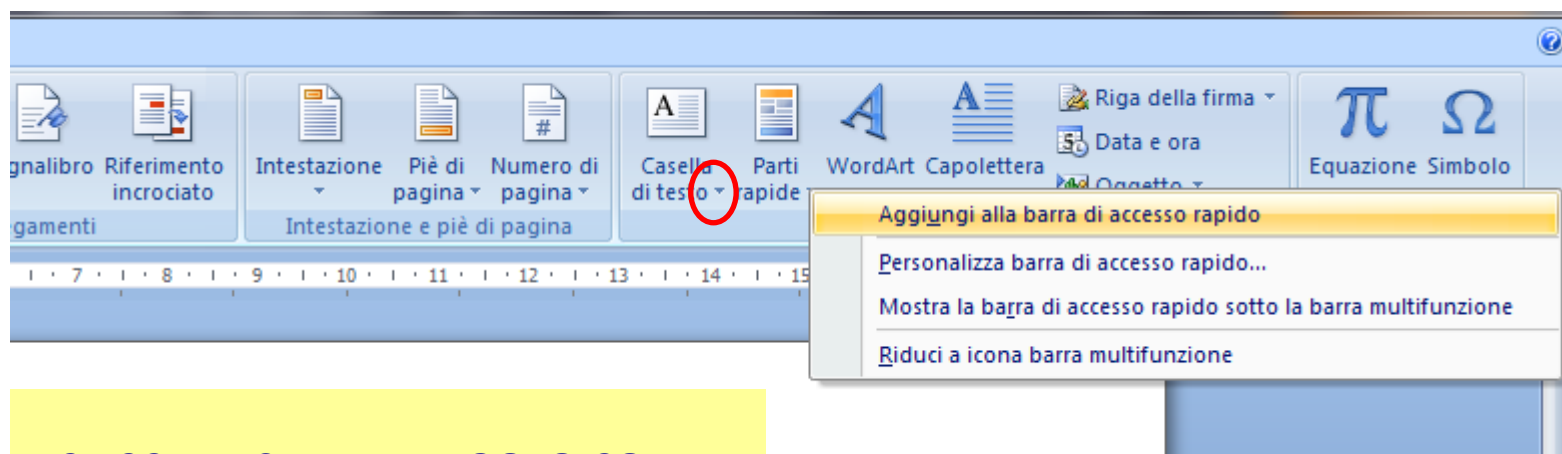 gnalibro Riferimento incrociato
gamenti
Intestazione
Piè di pagina
Numero di pagina
#
Intestazione e piè di pagina
A
Casella di testo
Parti rapide
A
WordArt
A
Capolettera
Riga della firma
Data e ora
Oggetto
π
Equazione
Ω
Simbolo
Aggiungi alla barra di accesso rapido
Personalizza barra di accesso rapido...
Mostra la barra di accesso rapido sotto la barra multifunzione
Riduci a icona barra multifunzione
7 8 9 10 11 12 13 14 15